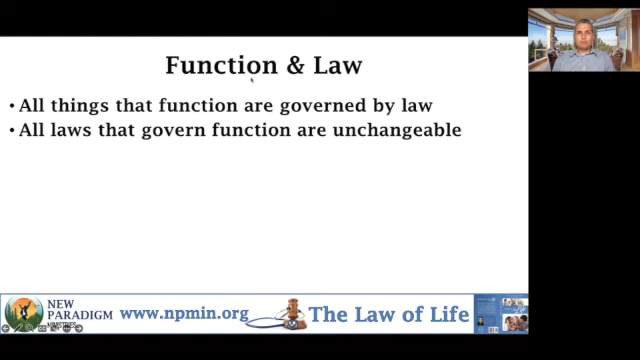 Function & Law
• All things that function are governed by law
• All laws that govern function are unchangeable
NEW
PARADIGM
MINISTRIES
www.npmin.org
The Law of Life